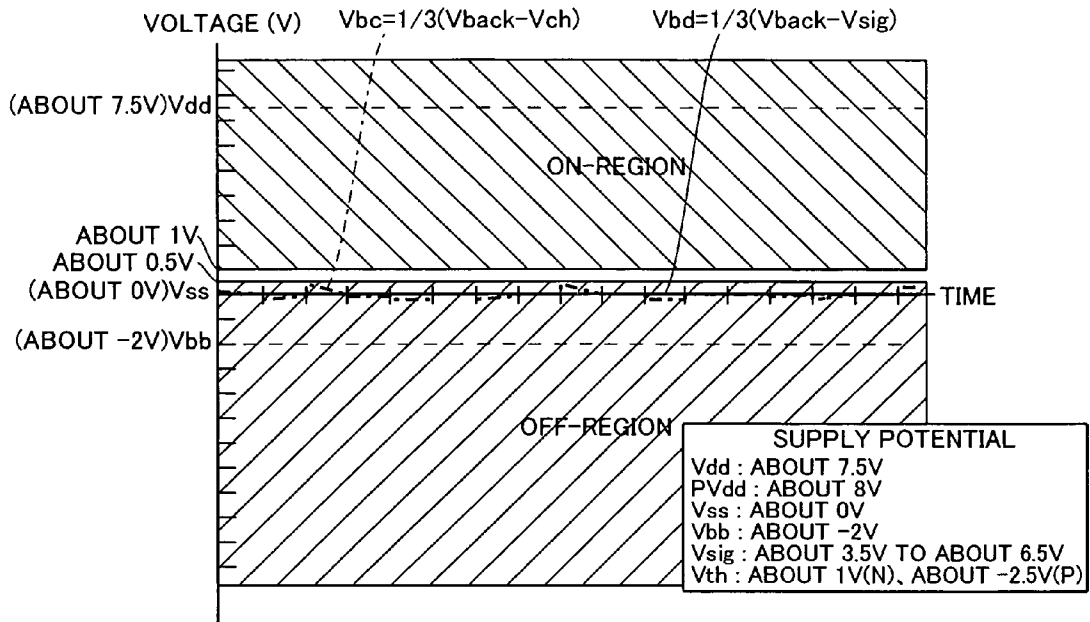 VOLTAGE (V)
Vbc=1/3(Vback-Vch)
Vbd=1/3(Vback-Vsig)
(ABOUT 7.5V)Vdd
ON-REGION
ABOUT 1V
ABOUT 0.5V
(ABOUT 0V)Vss
TIME
(ABOUT -2V)Vbb
OFF-REGION
SUPPLY POTENTIAL
Vdd : ABOUT 7.5V
PVdd : ABOUT 8V
Vss : ABOUT 0V
Vbb : ABOUT -2V
Vsig : ABOUT 3.5V TO ABOUT 6.5V
Vth : ABOUT 1V(N)、ABOUT -2.5V(P)